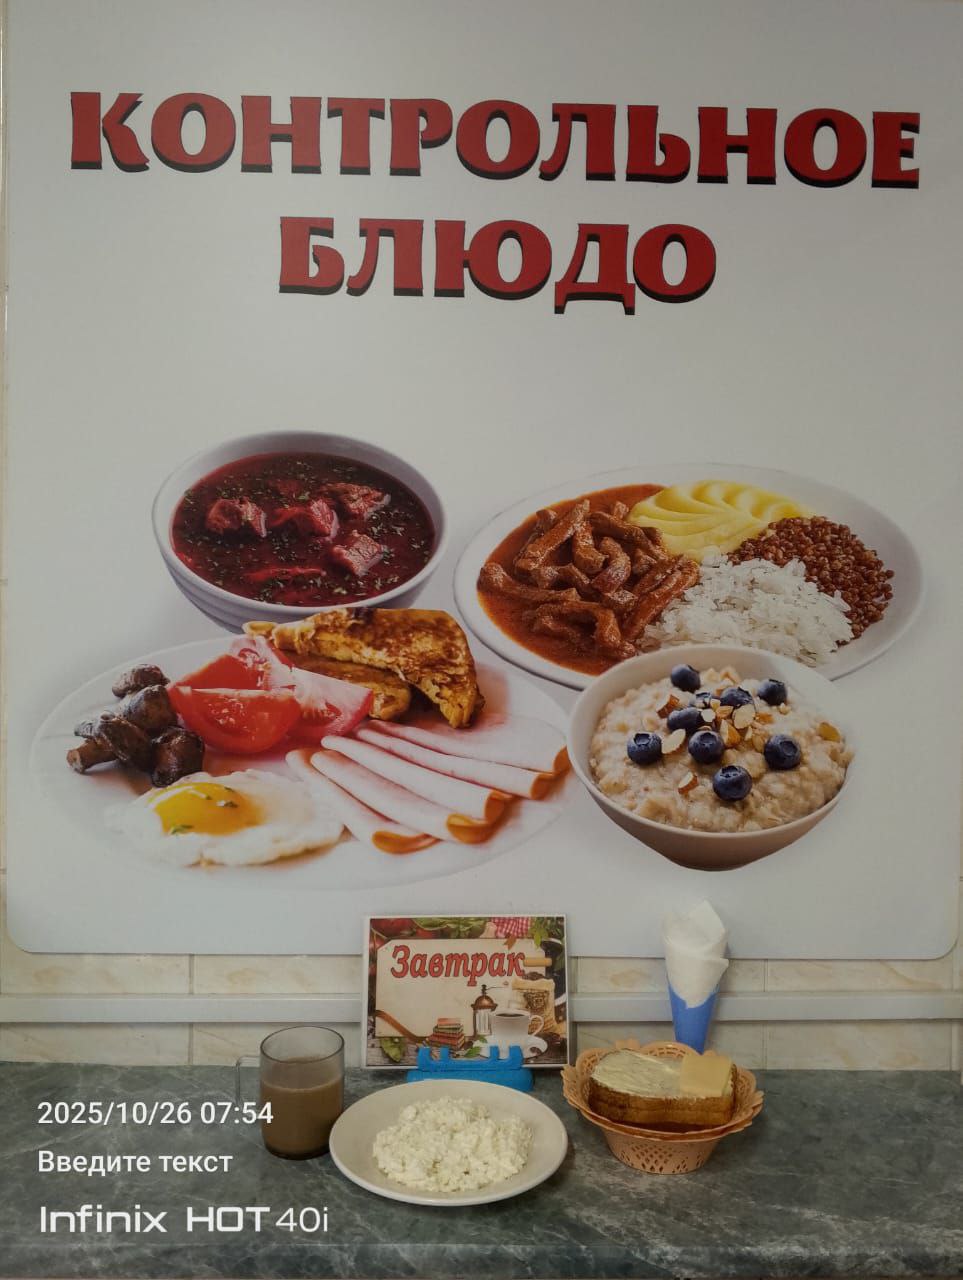 КОНТРОЛЬНОЕ
БЛЮДО
Завтрак
2025/10/26 07:54
Введите текст
Infinix HOT 40i